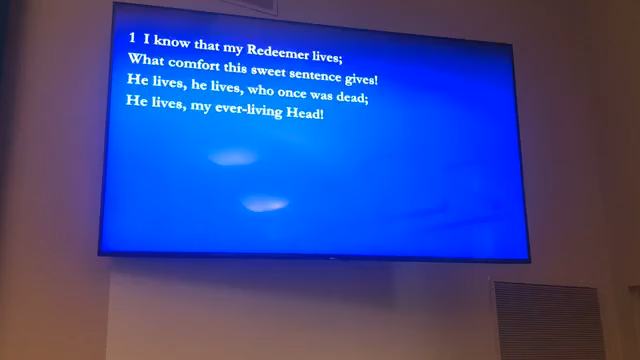 1 I know that my Redeemer lives;
What comfort this sweet sentence gives!
He lives, he lives, who once was dead;
He lives, my ever-living Head!